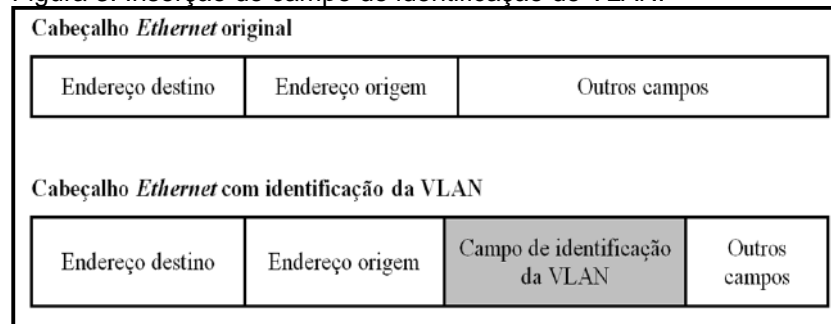 Figura 3. Inserção do campo de identificação de VLAN.
Cabeçalho Ethernet original
Endereço destino Endereço origem Outros campos
Cabeçalho Ethernet com identificação da VLAN
Endereço destino Endereço origem Campo de identificação da VLAN Outros campos